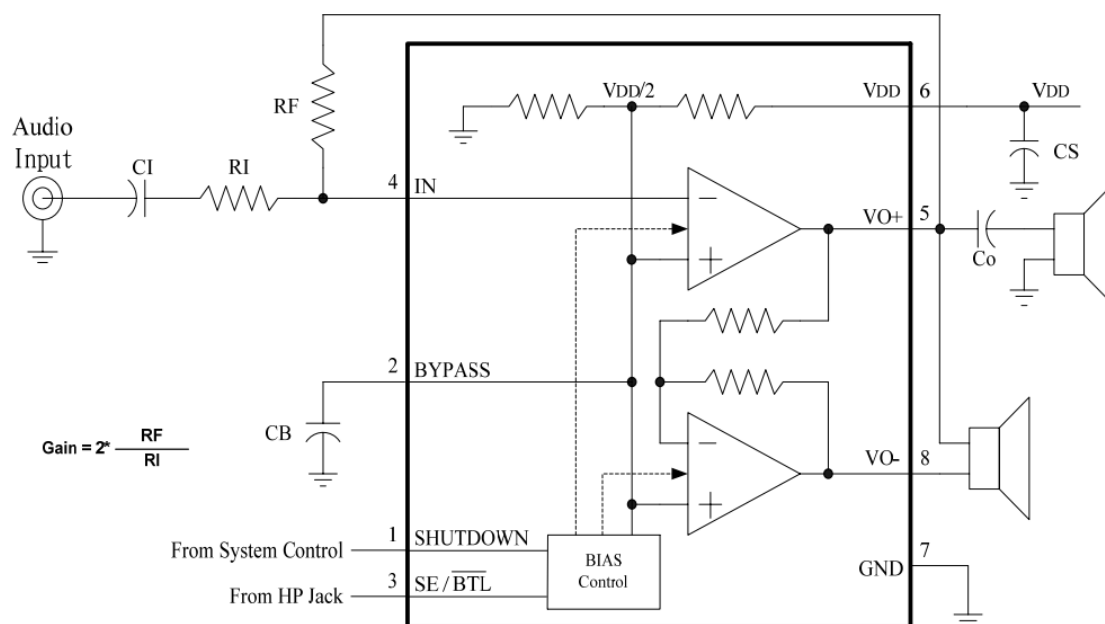 VDD/2
VDD
6
VDD
RF
CS
Audio
Input
CI
RI
4
IN
−
+
VO+
5
Co
2
BYPASS
CB
Gain = 2* RF
RI
−
+
VO-
8
1
SHUTDOWN
From System Control
BIAS
Control
3
SE/BTL
From HP Jack
GND
7